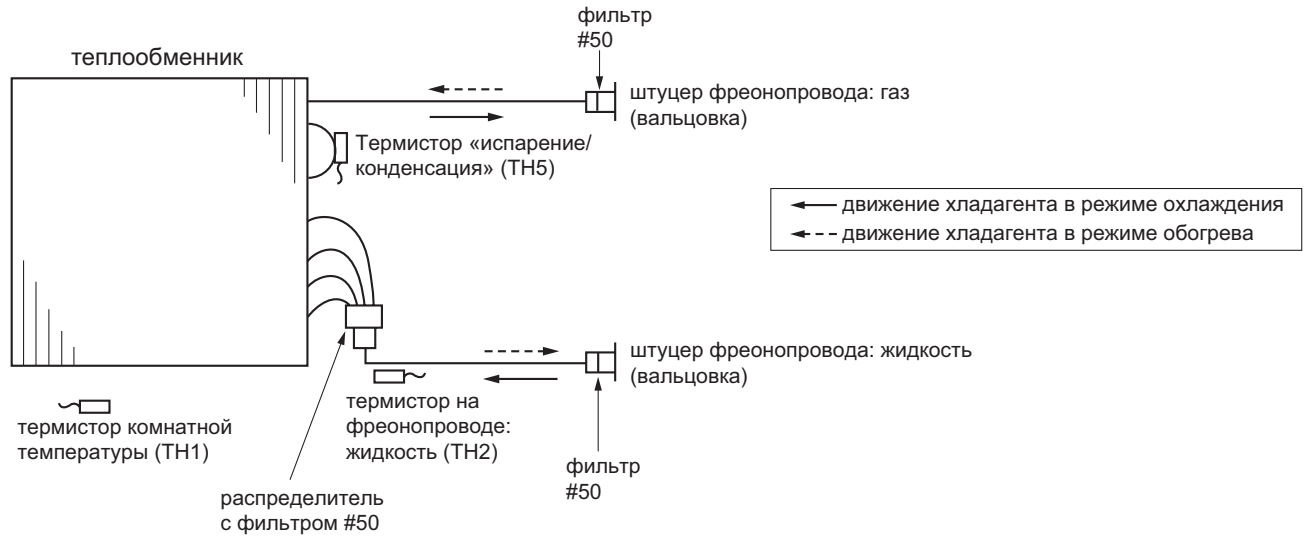 фильтр
#50
теплообменник
штуцер фреонопровода: газ
(вальцовка)
Термистор «испарение/
конденсация» (TH5)
движение хладагента в режиме охлаждения
движение хладагента в режиме обогрева
штуцер фреонопровода: жидкость
(вальцовка)
термистор комнатной
температуры (TH1)
термистор на
фреонопроводе:
жидкость (TH2)
фильтр
#50
распределитель
с фильтром #50